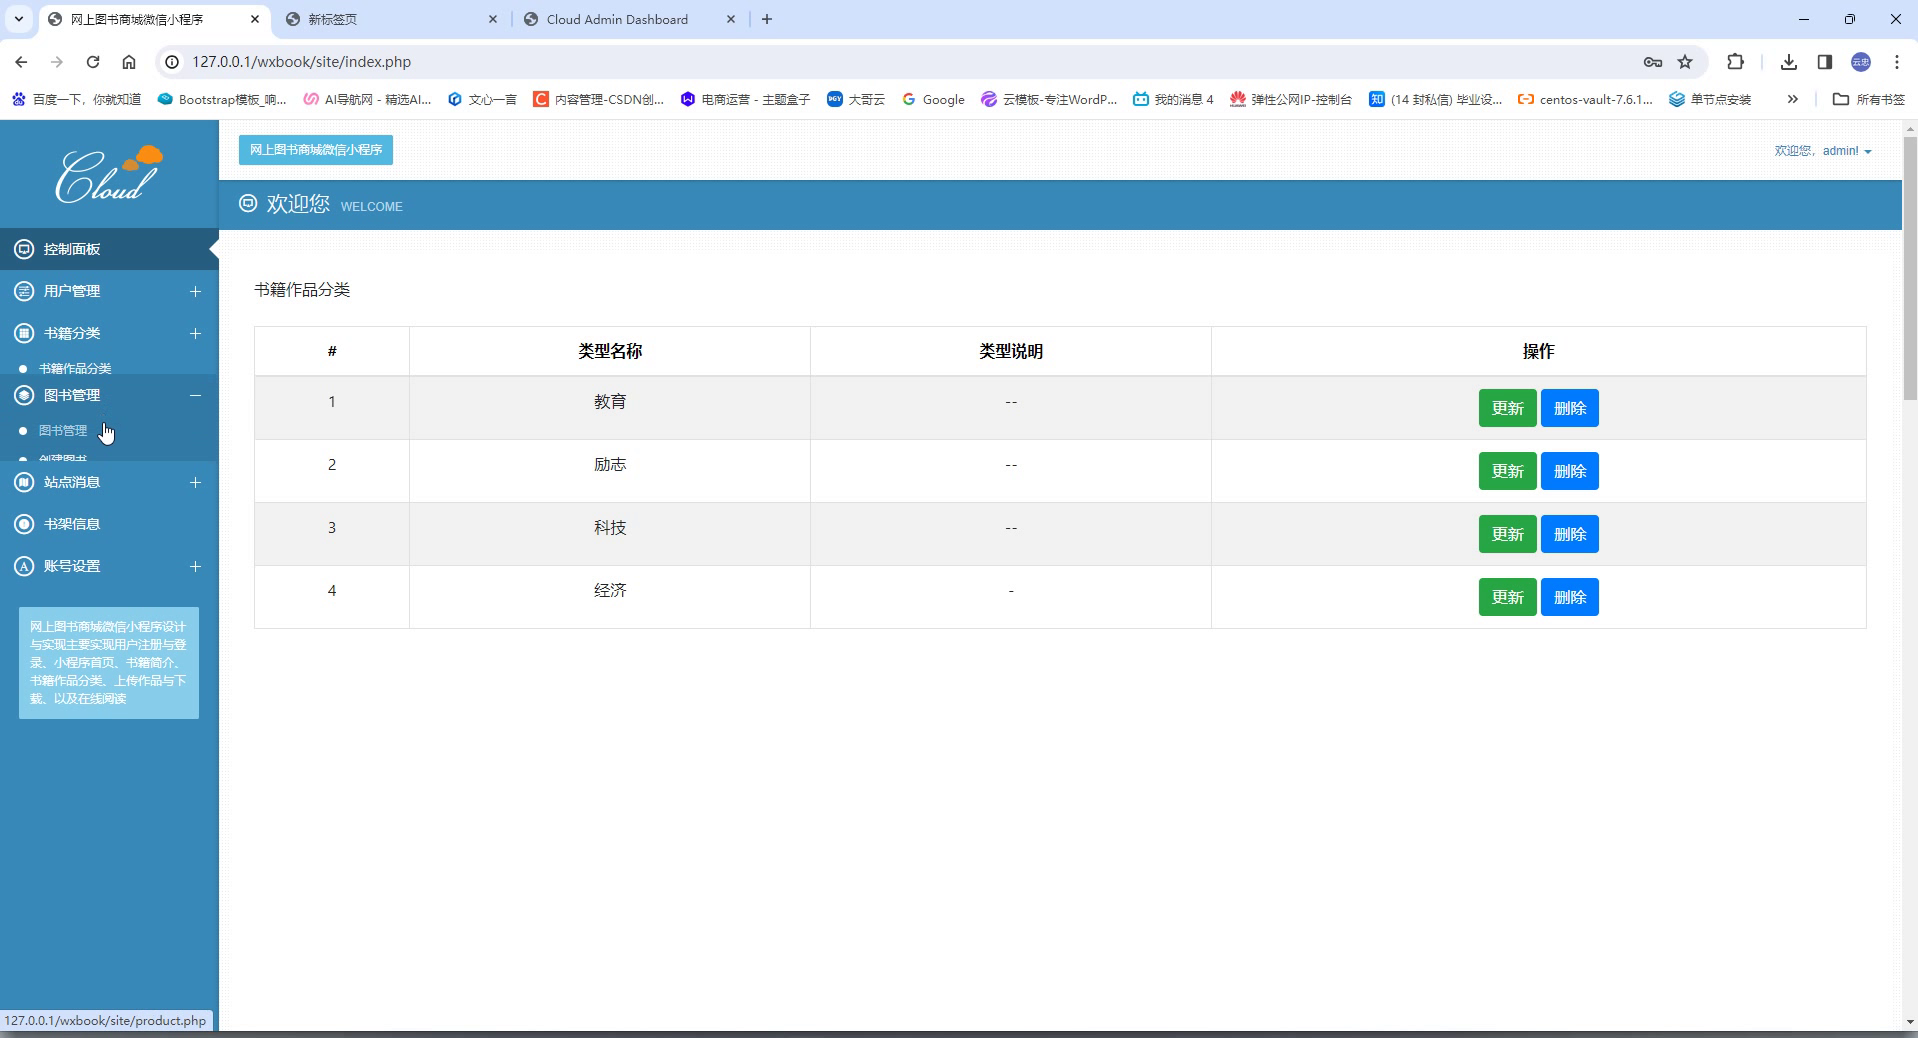 网上图书商城微信小程序
新标签页
Cloud Admin Dashboard
127.0.0.1/wxbook/site/index.php
云忠
百度一下，你就知道
Bootstrap模板_响...
AI导航网 - 精选AI...
文心一言
内容管理-CSDN创...
电商运营 - 主题盒子
大哥云
Google
云模板-专注WordP...
我的消息 4
弹性公网IP-控制台
(14 封私信) 毕业设...
centos-vault-7.6.1...
单节点安装
所有书签
Cloud
网上图书商城微信小程序
欢迎您，admin!
欢迎您 WELCOME
控制面板
用户管理
书籍分类
书籍作品分类
图书管理
图书管理
创建图书
站点消息
书架信息
账号设置
网上图书商城微信小程序设计
与实现主要实现用户注册与登
录、小程序首页、书籍简介、
书籍作品分类、上传作品与下
载、以及在线阅读
书籍作品分类
# 类型名称 类型说明 操作
1 教育 -- 更新 删除
2 励志 -- 更新 删除
3 科技 -- 更新 删除
4 经济 - 更新 删除
127.0.0.1/wxbook/site/product.php